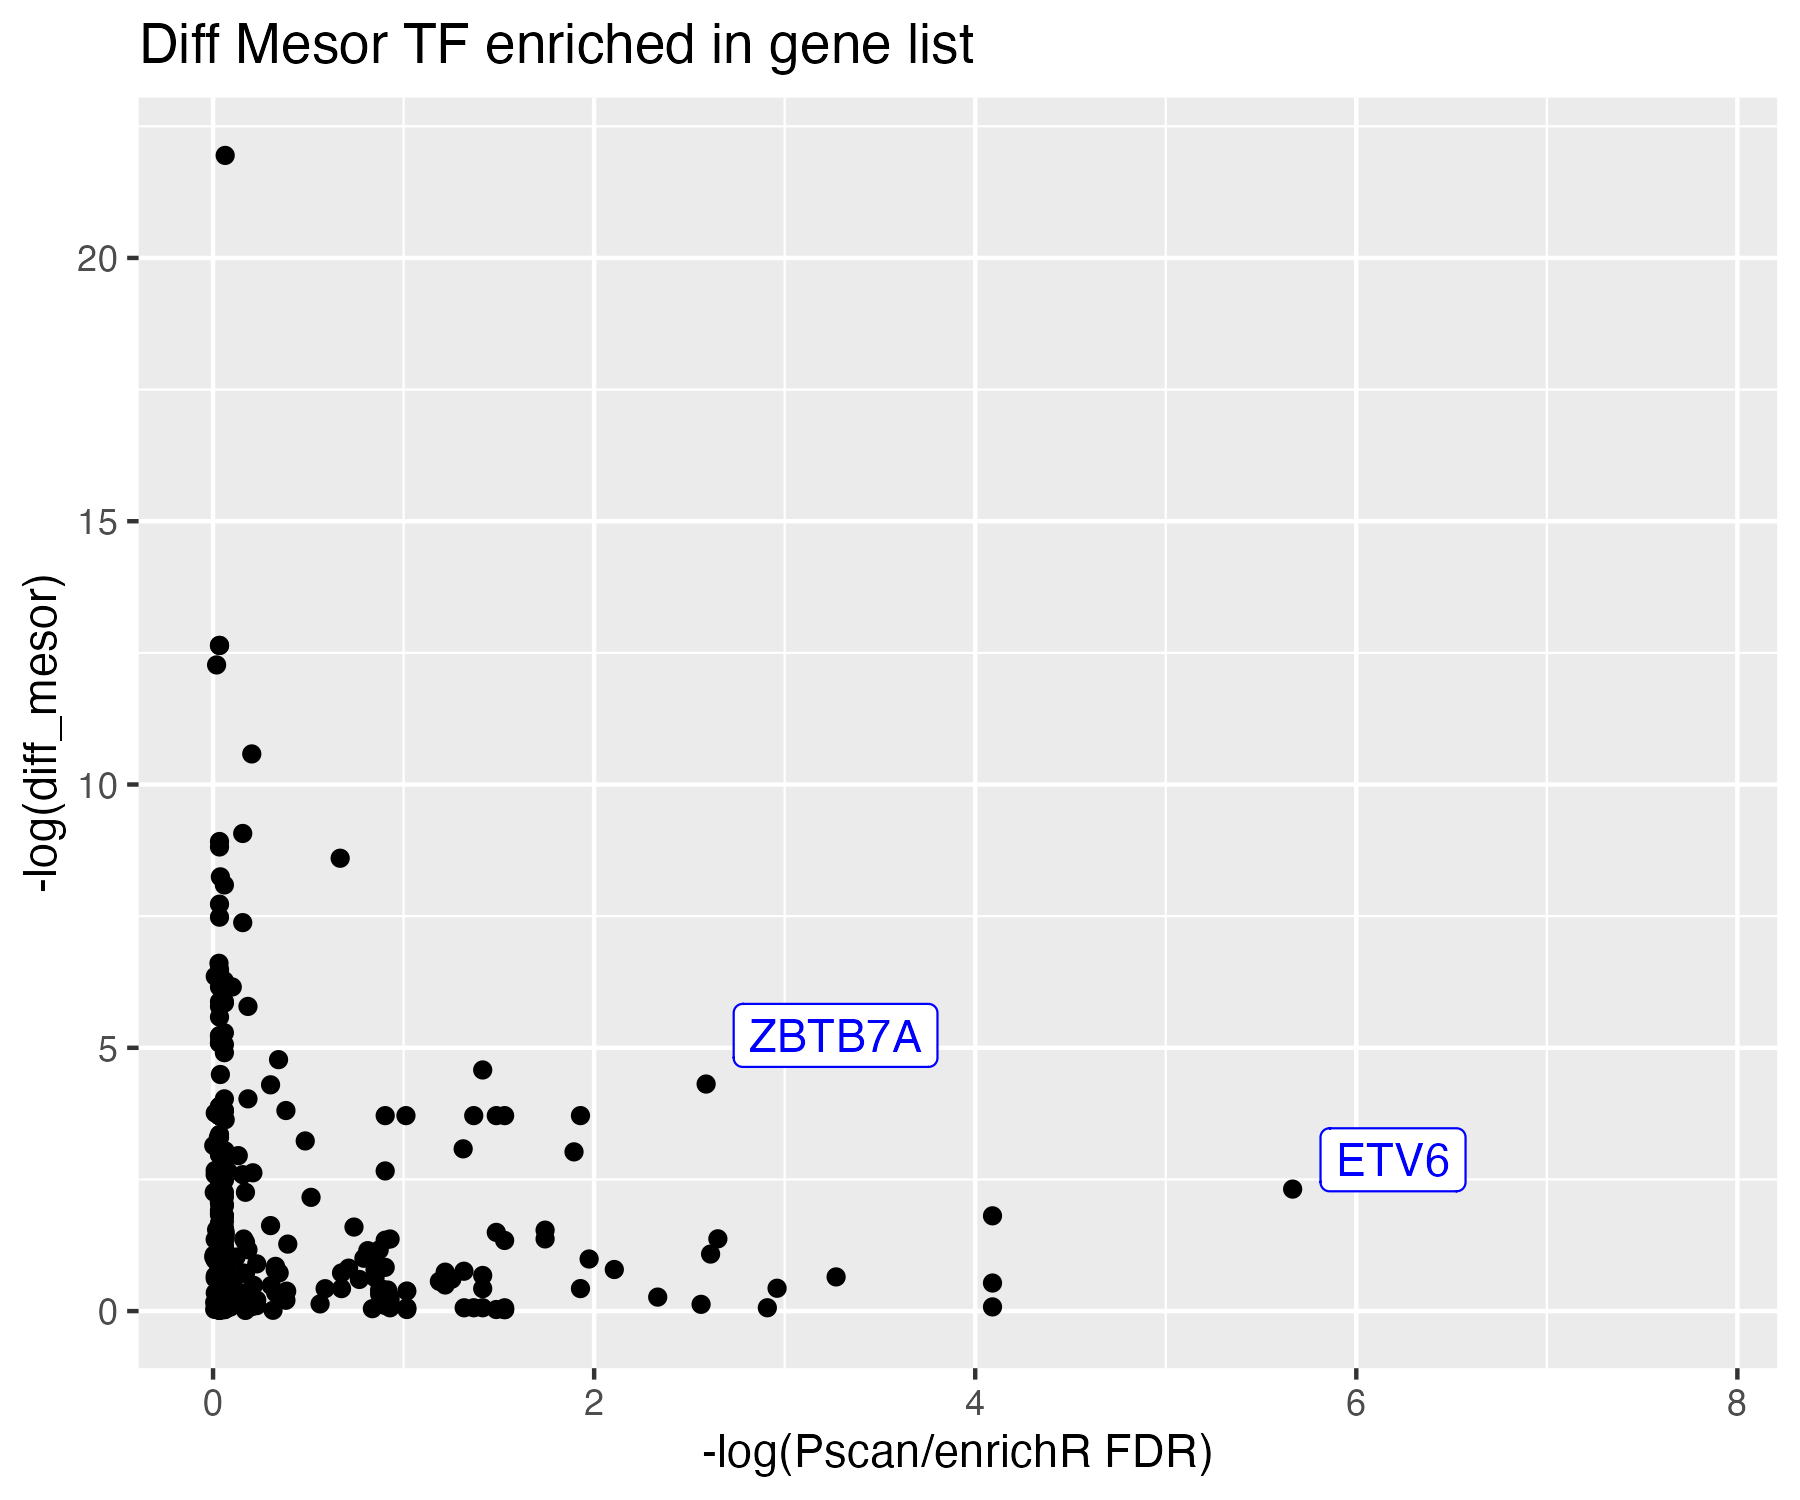 Diff Mesor TF enriched in gene list
-log(diff_mesor)
20
15
10
5
0
ZBTB7A
ETV6
0 2 4 6 8
-log(Pscan/enrichR FDR)